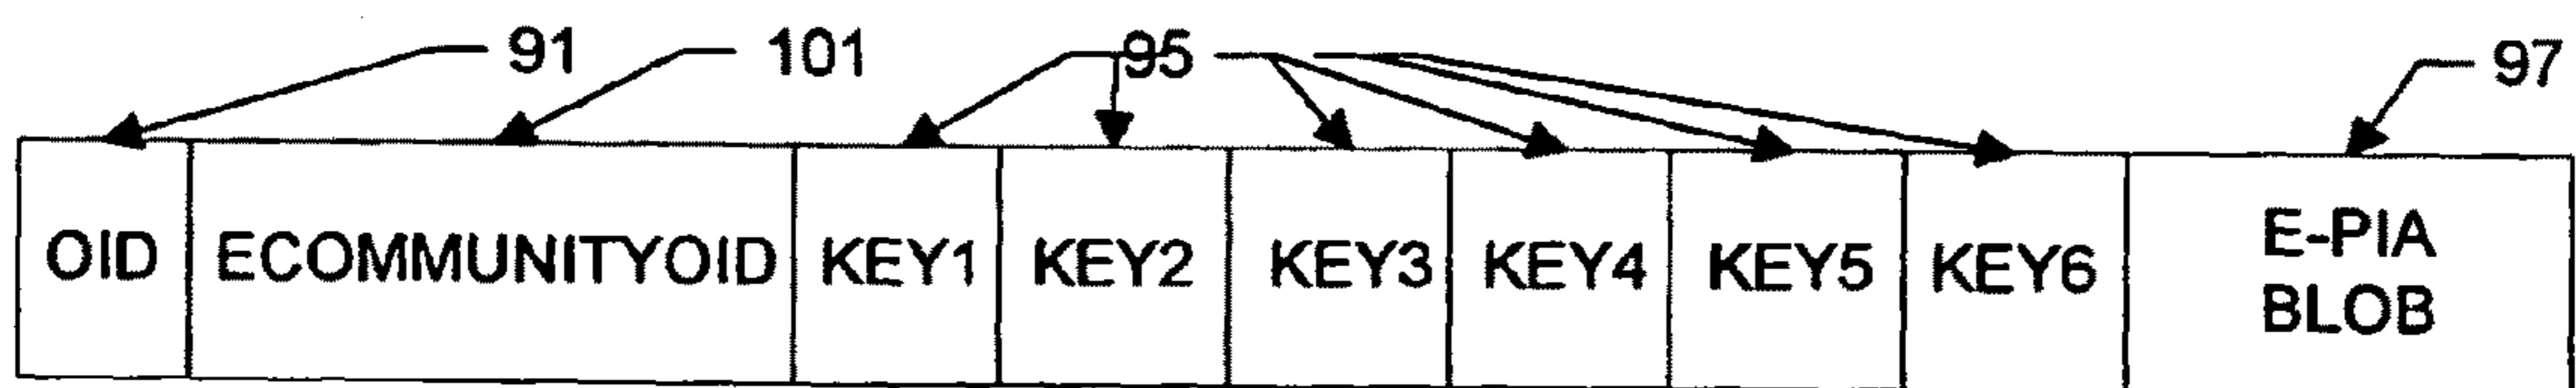 91 101 95 97
OID ECOMMUNITYOID KEY1 KEY2 KEY3 KEY4 KEY5 KEY6 E-PIA
BLOB